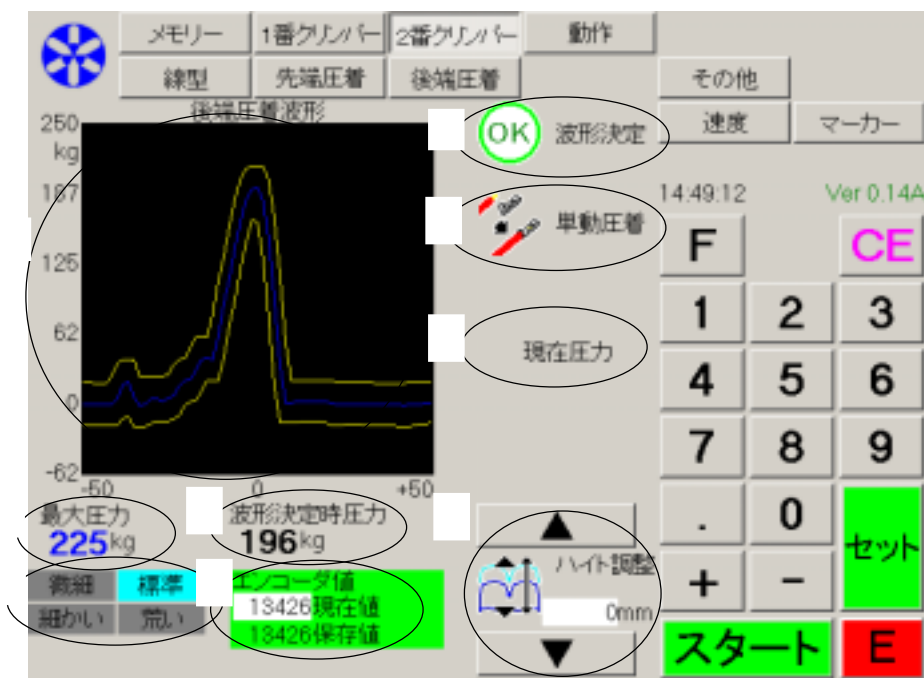 メモリー 1番クリンパー 2番クリンパー 動作
線型 先端圧着 後端圧着 その他
後端圧着波形
OK 波形決定 速度 マーカー
250
kg
187
125
62
0
-62
-50 0 +50
14:49:12 Ver 0.14A
単動圧着
現在圧力
F CE
1 2 3
4 5 6
7 8 9
. 0 セット
+ -
スタート E
最大圧力 波形決定時圧力
225kg 196kg
微細 標準
細かい 荒い
エンコーダ値
13426現在値
13426保存値
▲
ハイト調整
0mm
▼